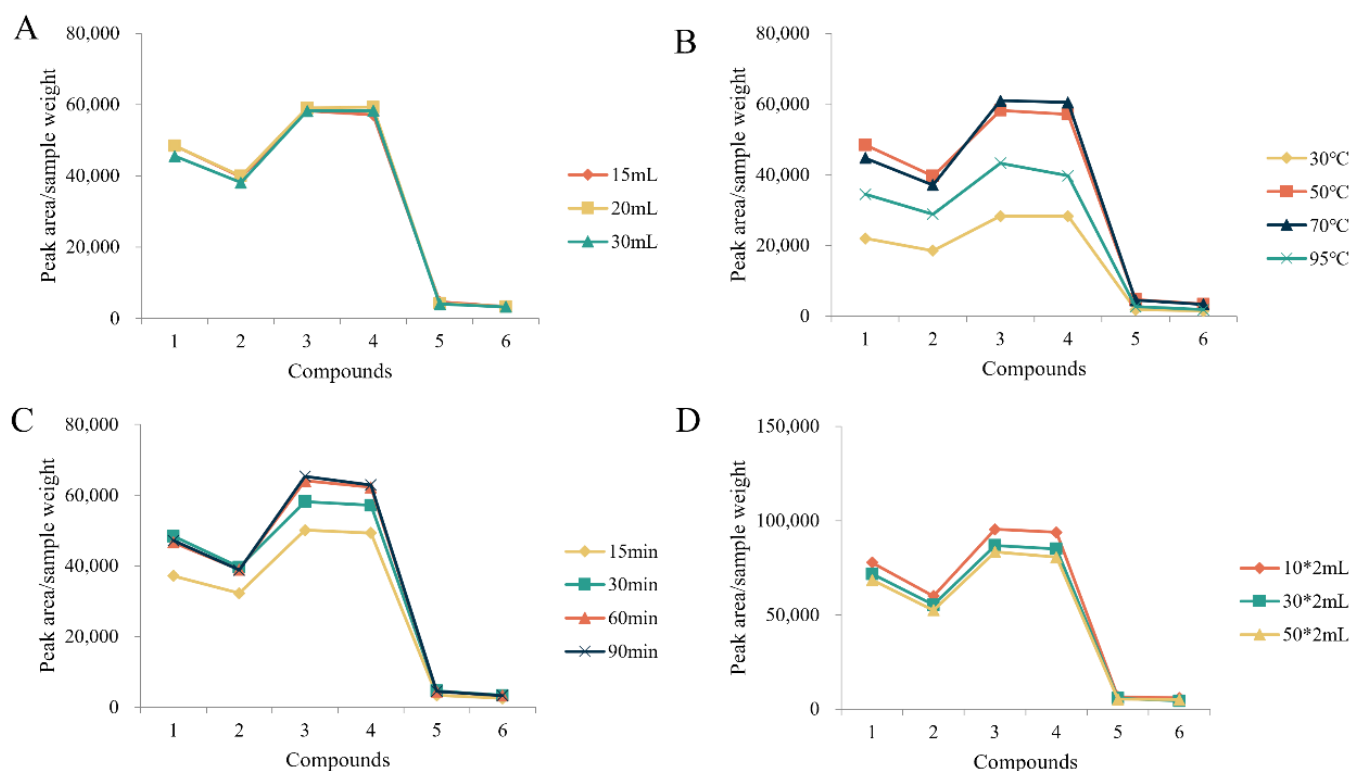 A
Peak area/sample weight
80,000
60,000
40,000
20,000
0
1 2 3 4 5 6
Compounds
15mL
20mL
30mL
B
Peak area/sample weight
80,000
60,000
40,000
20,000
0
1 2 3 4 5 6
Compounds
30℃
50℃
70℃
95℃
C
Peak area/sample weight
80,000
60,000
40,000
20,000
0
1 2 3 4 5 6
Compounds
15min
30min
60min
90min
D
Peak area/sample weight
150,000
100,000
50,000
0
1 2 3 4 5 6
Compounds
10*2mL
30*2mL
50*2mL